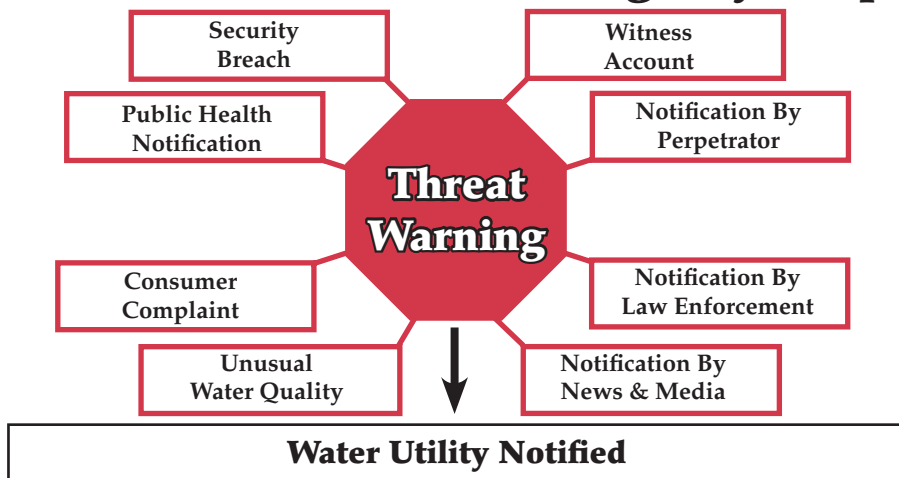 Security
Breach
Witness
Account
Public Health
Notification
Notification By
Perpetrator
Threat
Warning
Consumer
Complaint
Notification By
Law Enforcement
Unusual
Water Quality
Notification By
News & Media
Water Utility Notified